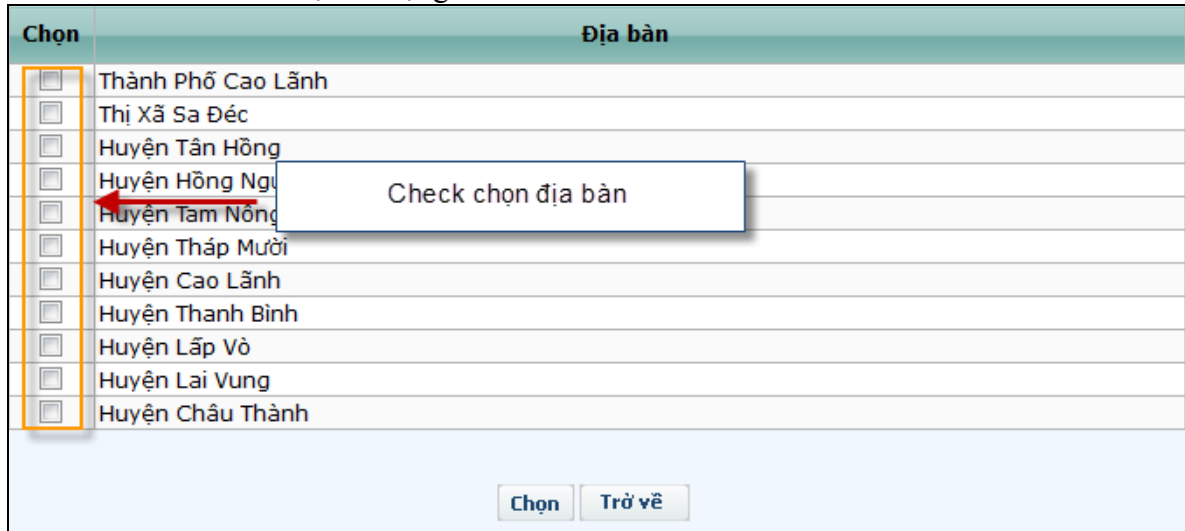 Chọn Địa bàn
Thành Phố Cao Lãnh
Thị Xã Sa Đéc
Huyện Tân Hồng
Huyện Hồng
Check chọn địa bàn
Huyện Tam Nông
Huyện Tháp Mười
Huyện Cao Lãnh
Huyện Thanh Bình
Huyện Lấp Vò
Huyện Lai Vung
Huyện Châu Thành
Chọn Trở về